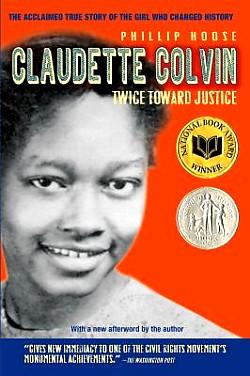 THE ACCLAIMED TRUE STORY OF THE GIRL WHO CHANGED HISTORY
PHILLIP HOOSE
CLAUDETTE COLVIN
TWICE TOWARD JUSTICE
NATIONAL BOOK AWARD
WINNER
With a new afterword by the author
"GIVES NEW IMMEDIACY TO ONE OF THE CIVIL RIGHTS MOVEMENT'S
MONUMENTAL ACHIEVEMENTS." —THE WASHINGTON POST